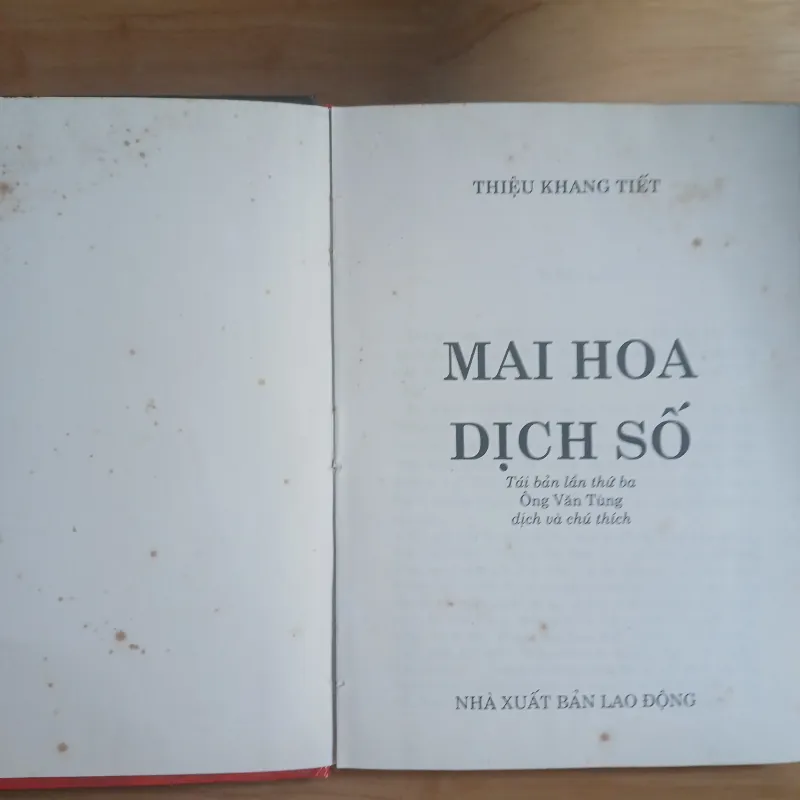 THIỆU KHANG TIẾT
MAI HOA
DỊCH SỐ
Tái bản lần thứ ba
Ông Văn Tùng
dịch và chú thích
NHÀ XUẤT BẢN LAO ĐỘNG